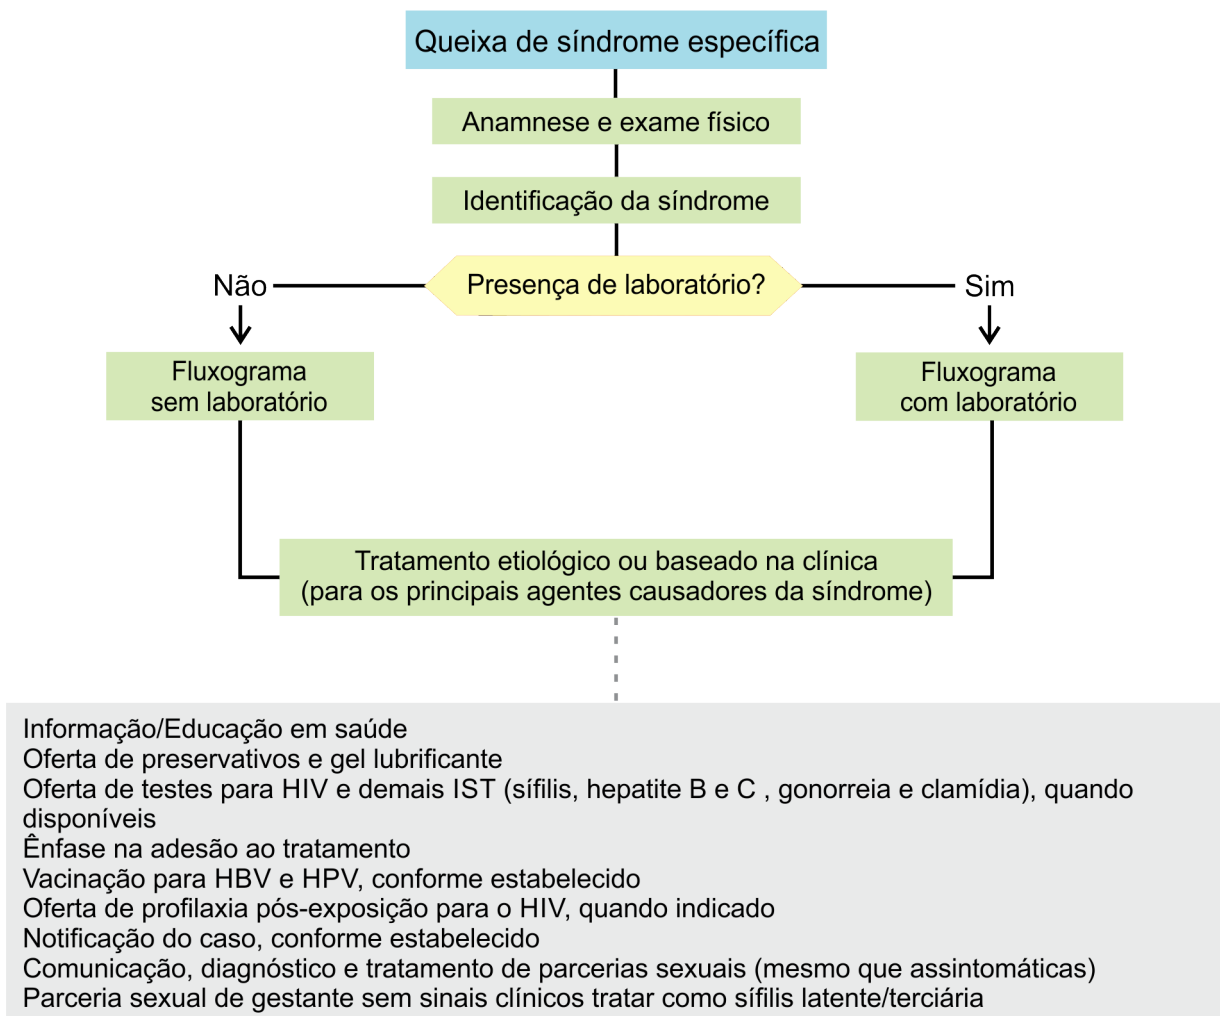 Queixa de síndrome específica
Anamnese e exame físico
Identificação da síndrome
Presença de laboratório?
Não
Sim
Fluxograma
sem laboratório
Fluxograma
com laboratório
Tratamento etiológico ou baseado na clínica
(para os principais agentes causadores da síndrome)
Informação/Educação em saúde
Oferta de preservativos e gel lubrificante
Oferta de testes para HIV e demais IST (sífilis, hepatite B e C , gonorreia e clamídia), quando
disponíveis
Ênfase na adesão ao tratamento
Vacinação para HBV e HPV, conforme estabelecido
Oferta de profilaxia pós-exposição para o HIV, quando indicado
Notificação do caso, conforme estabelecido
Comunicação, diagnóstico e tratamento de parcerias sexuais (mesmo que assintomáticas)
Parceria sexual de gestante sem sinais clínicos tratar como sífilis latente/terciária